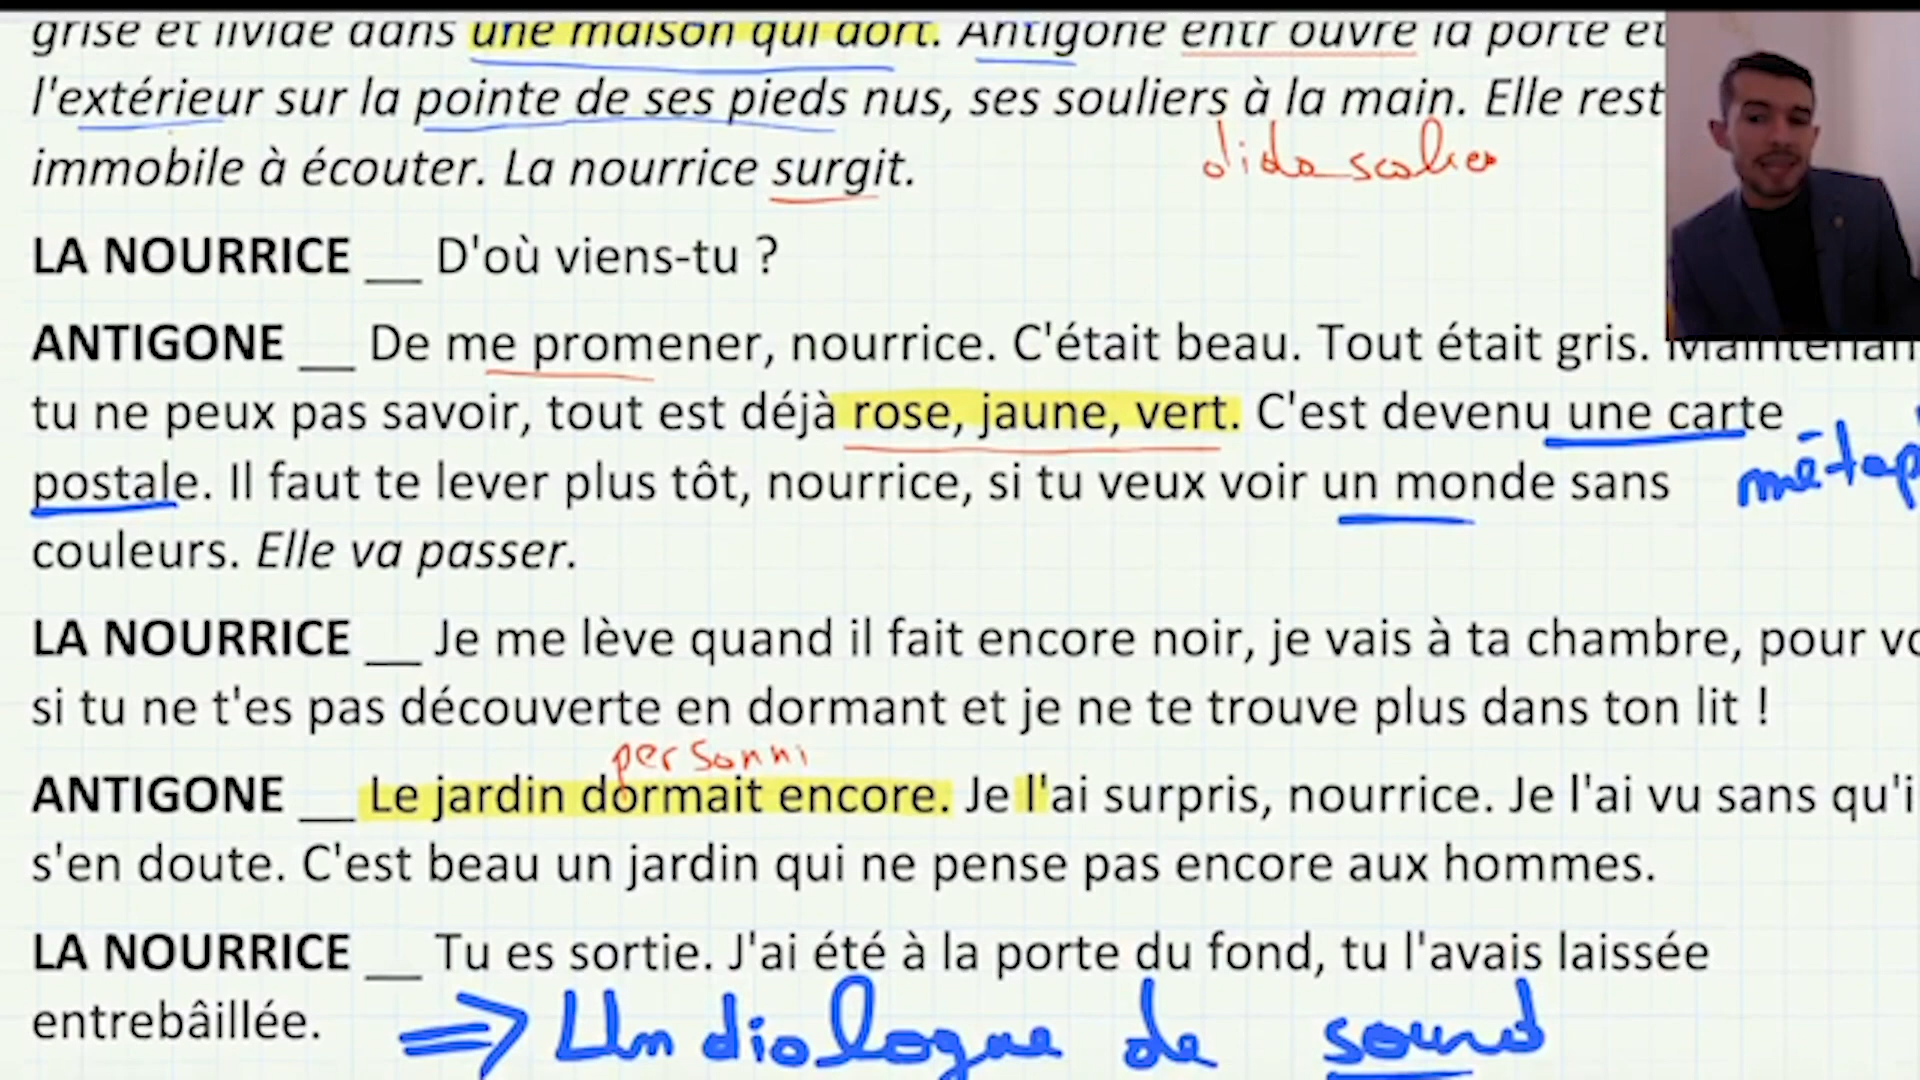 grise et livide dans une maison qui dort. Antigone entr ouvre la porte et
l'extérieur sur la pointe de ses pieds nus, ses souliers à la main. Elle rest
didascalie
immobile à écouter. La nourrice surgit.
LA NOURRICE __ D'où viens-tu ?
ANTIGONE __ De me promener, nourrice. C'était beau. Tout était gris. Maintenan
tu ne peux pas savoir, tout est déjà rose, jaune, vert. C'est devenu une carte
métap
postale. Il faut te lever plus tôt, nourrice, si tu veux voir un monde sans
couleurs. Elle va passer.
LA NOURRICE __ Je me lève quand il fait encore noir, je vais à ta chambre, pour vo
si tu ne t'es pas découverte en dormant et je ne te trouve plus dans ton lit !
personni
ANTIGONE __ Le jardin dormait encore. Je l'ai surpris, nourrice. Je l'ai vu sans qu'i
s'en doute. C'est beau un jardin qui ne pense pas encore aux hommes.
LA NOURRICE __ Tu es sortie. J'ai été à la porte du fond, tu l'avais laissée
entrebâillée.
=> Un dialogue de sourd